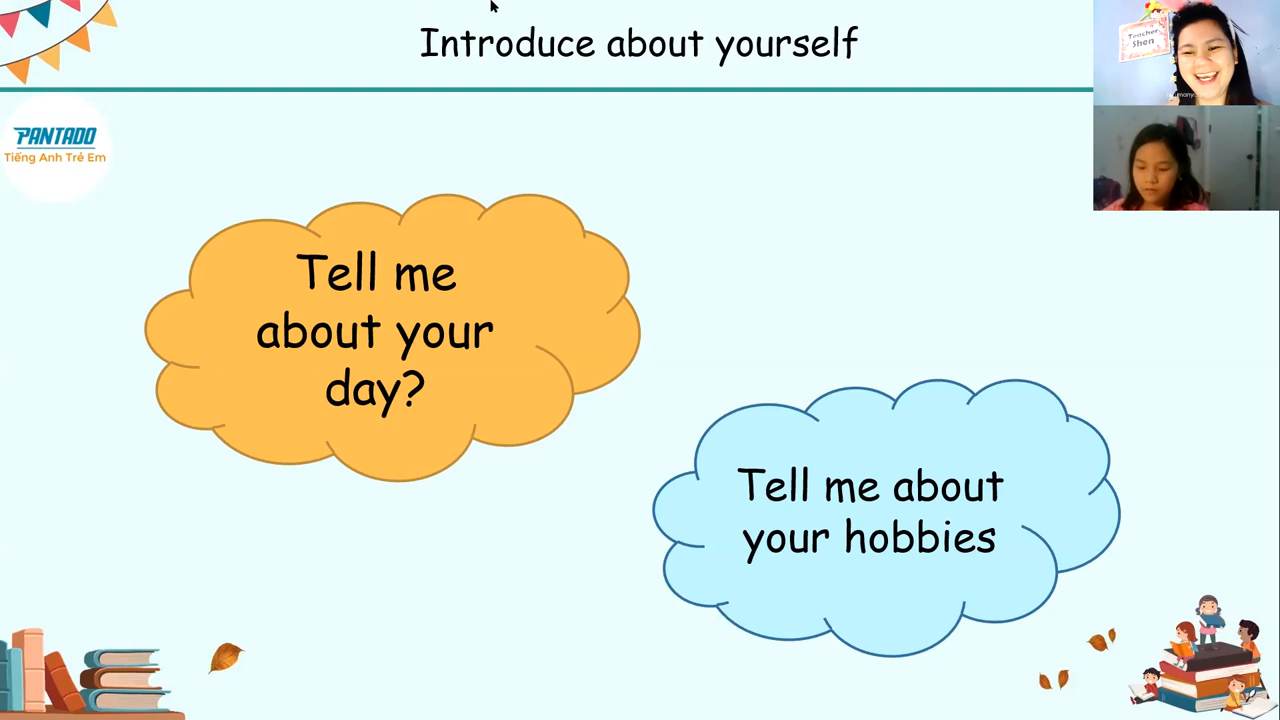 Introduce about yourself
Teacher
Shen
PANTADO
Tiếng Anh Trẻ Em
Tell me
about your
day?
Tell me about
your hobbies